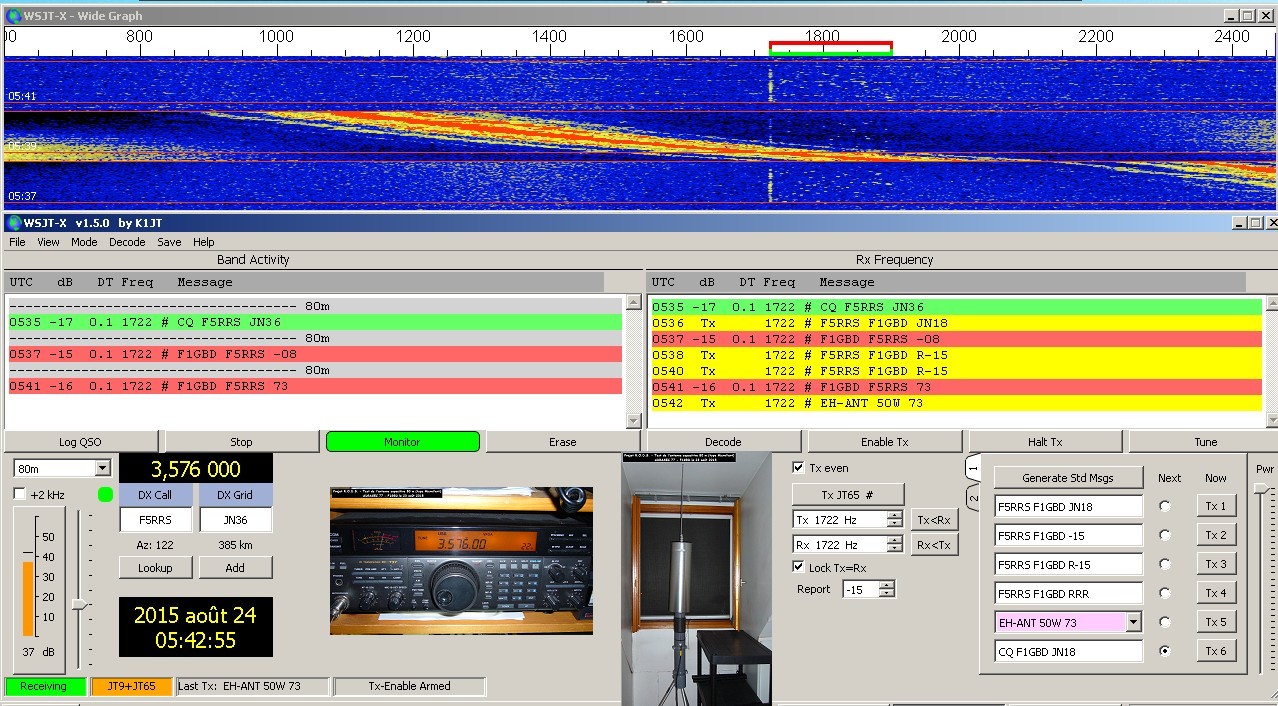 WSJT-X - Wide Graph
800 1000 1200 1400 1600 1800 2000 2200 2400
05:41
05:39
05:37
WSJT-X v1.5.0 by K1JT
File View Mode Decode Save Help
Band Activity
UTC dB DT Freq Message
------------------------------------ 80m
0535 -17 0.1 1722 # CQ F5RRS JN36
------------------------------------ 80m
0537 -15 0.1 1722 # F1GBD F5RRS -08
------------------------------------ 80m
0541 -16 0.1 1722 # F1GBD F5RRS 73
Rx Frequency
UTC dB DT Freq Message
0535 -17 0.1 1722 # CQ F5RRS JN36
0536 Tx 1722 # F5RRS F1GBD JN18
0537 -15 0.1 1722 # F1GBD F5RRS -08
0538 Tx 1722 # F5RRS F1GBD R-15
0540 Tx 1722 # F5RRS F1GBD R-15
0541 -16 0.1 1722 # F1GBD F5RRS 73
0542 Tx 1722 # EH-ANT 50W 73
Log QSO Stop Monitor Erase Decode Enable Tx Halt Tx Tune
80m
3,576 000
+2 kHz
DX Call DX Grid
F5RRS JN36
Az: 122 385 km
Lookup Add
50
40
30
20
10
37 dB
2015 août 24
05:42:55
3.576.00
Tx even
Tx JT65 #
Tx 1722 Hz Tx<Rx
Rx 1722 Hz Rx<Tx
Lock Tx=Rx
Report -15
1
2
Generate Std Msgs Next Now
Pwr
F5RRS F1GBD JN18 Tx 1
F5RRS F1GBD -15 Tx 2
F5RRS F1GBD R-15 Tx 3
F5RRS F1GBD RRR Tx 4
EH-ANT 50W 73 Tx 5
CQ F1GBD JN18 Tx 6
Receiving JT9+JT65 Last Tx: EH-ANT 50W 73 Tx-Enable Armed